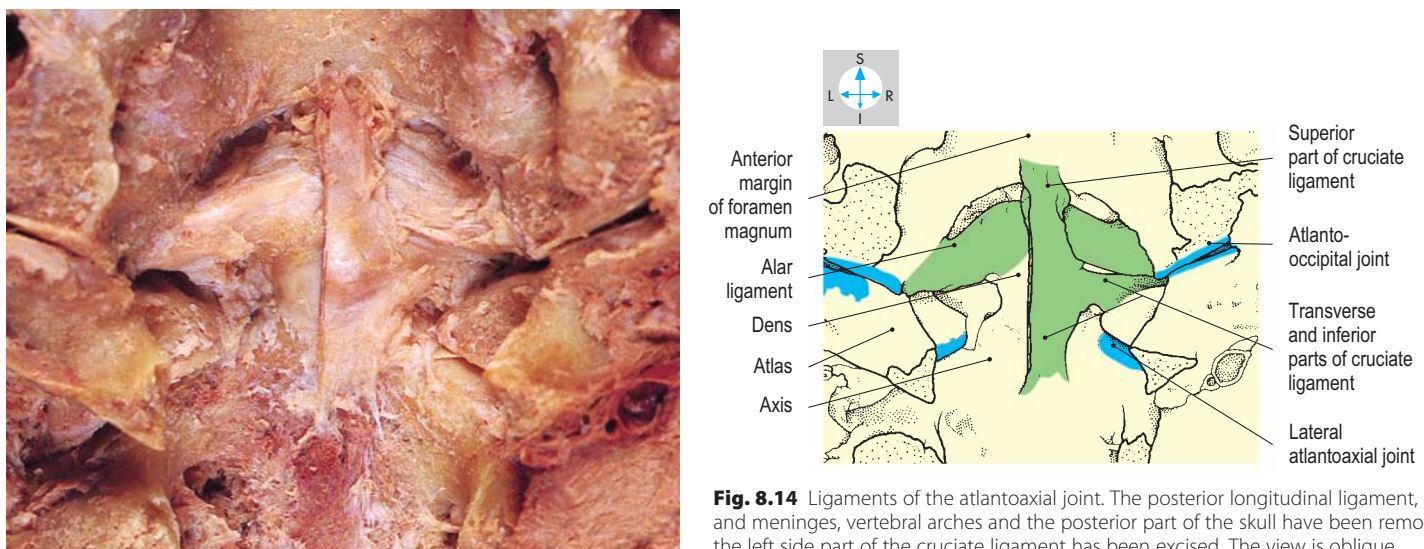 S
L R
I
Anterior
margin
of foramen
magnum
Alar
ligament
Dens
Atlas
Axis
Superior
part of cruciate
ligament
Atlanto-
occipital joint
Transverse
and inferior
parts of cruciate
ligament
Lateral
atlantoaxial joint
Fig. 8.14 Ligaments of the atlantoaxial joint. The posterior longitudinal ligament,
and meninges, vertebral arches and the posterior part of the skull have been remo
the left side part of the cruciate ligament has been excised. The view is oblique